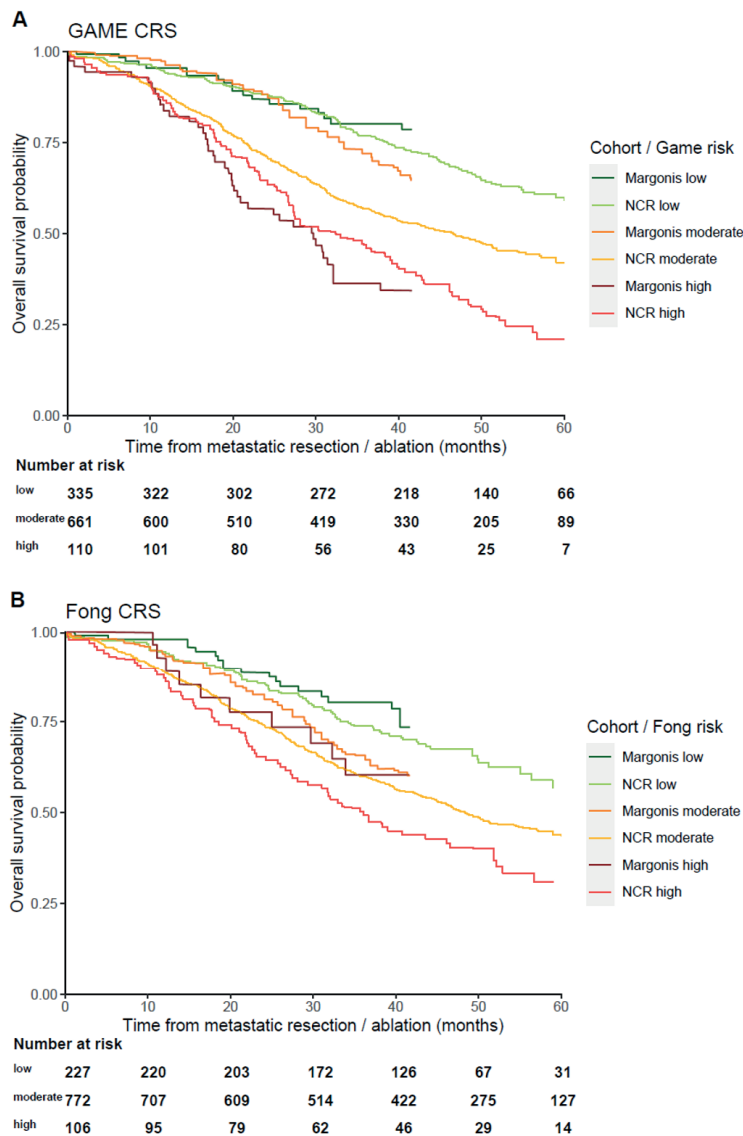 A
GAME CRS
1.00
0.75
0.50
0.25
0.00
Overall survival probability
0 10 20 30 40 50 60
Time from metastatic resection / ablation (months)
Cohort / Game risk
Margonis low
NCR low
Margonis moderate
NCR moderate
Margonis high
NCR high
Number at risk
low 335 322 302 272 218 140 66
moderate 661 600 510 419 330 205 89
high 110 101 80 56 43 25 7
B
Fong CRS
1.00
0.75
0.50
0.25
0.00
Overall survival probability
0 10 20 30 40 50 60
Time from metastatic resection / ablation (months)
Cohort / Fong risk
Margonis low
NCR low
Margonis moderate
NCR moderate
Margonis high
NCR high
Number at risk
low 227 220 203 172 126 67 31
moderate 772 707 609 514 422 275 127
high 106 95 79 62 46 29 14